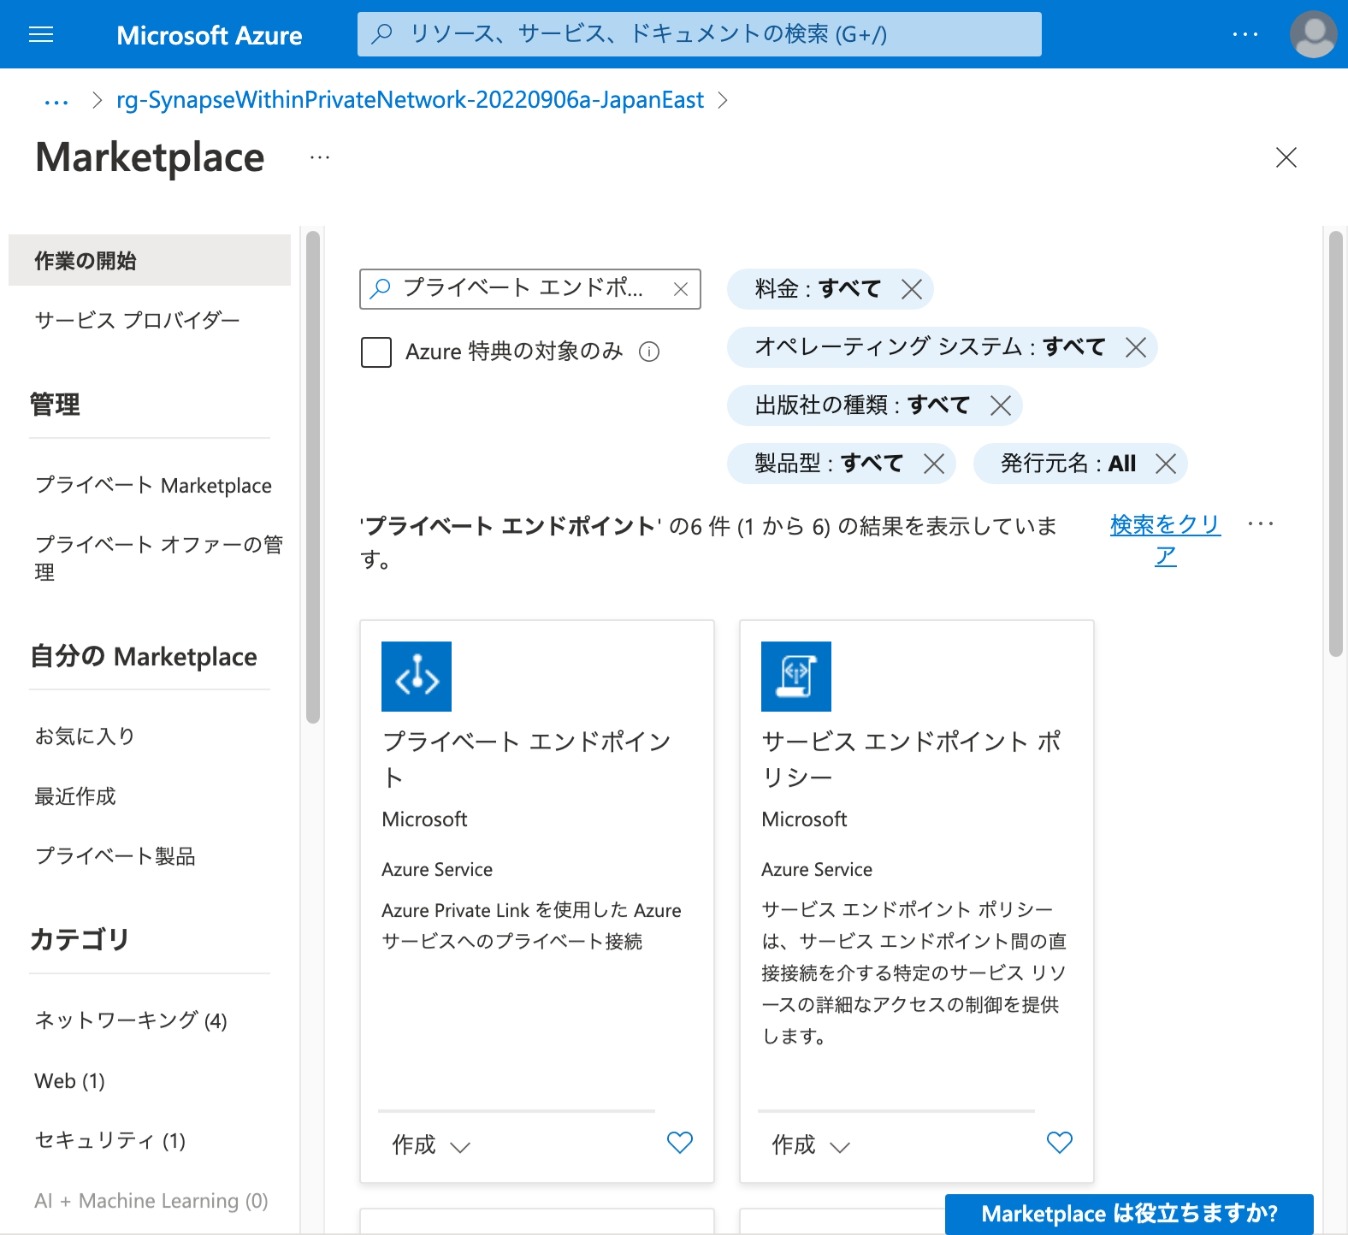 Microsoft Azure
リソース、サービス、ドキュメントの検索 (G+/)
rg-SynapseWithinPrivateNetwork-20220906a-JapanEast
Marketplace
作業の開始
サービス プロバイダー
管理
プライベート Marketplace
プライベート オファーの管
理
自分の Marketplace
お気に入り
最近作成
プライベート製品
カテゴリ
ネットワーキング (4)
Web (1)
セキュリティ (1)
AI + Machine Learning (0)
プライベート エンドポ...
Azure 特典の対象のみ
料金 : すべて
オペレーティング システム : すべて
出版社の種類 : すべて
製品型 : すべて
発行元名 : All
'プライベート エンドポイント' の6 件 (1 から 6) の結果を表示していま
す。
検索をクリ
ア
プライベート エンドポイン
ト
Microsoft
Azure Service
Azure Private Link を使用した Azure
サービスへのプライベート接続
作成
サービス エンドポイント ポ
リシー
Microsoft
Azure Service
サービス エンドポイント ポリシー
は、サービス エンドポイント間の直
接接続を介する特定のサービス リソ
ースの詳細なアクセスの制御を提供
します。
作成
Marketplace は役立ちますか?